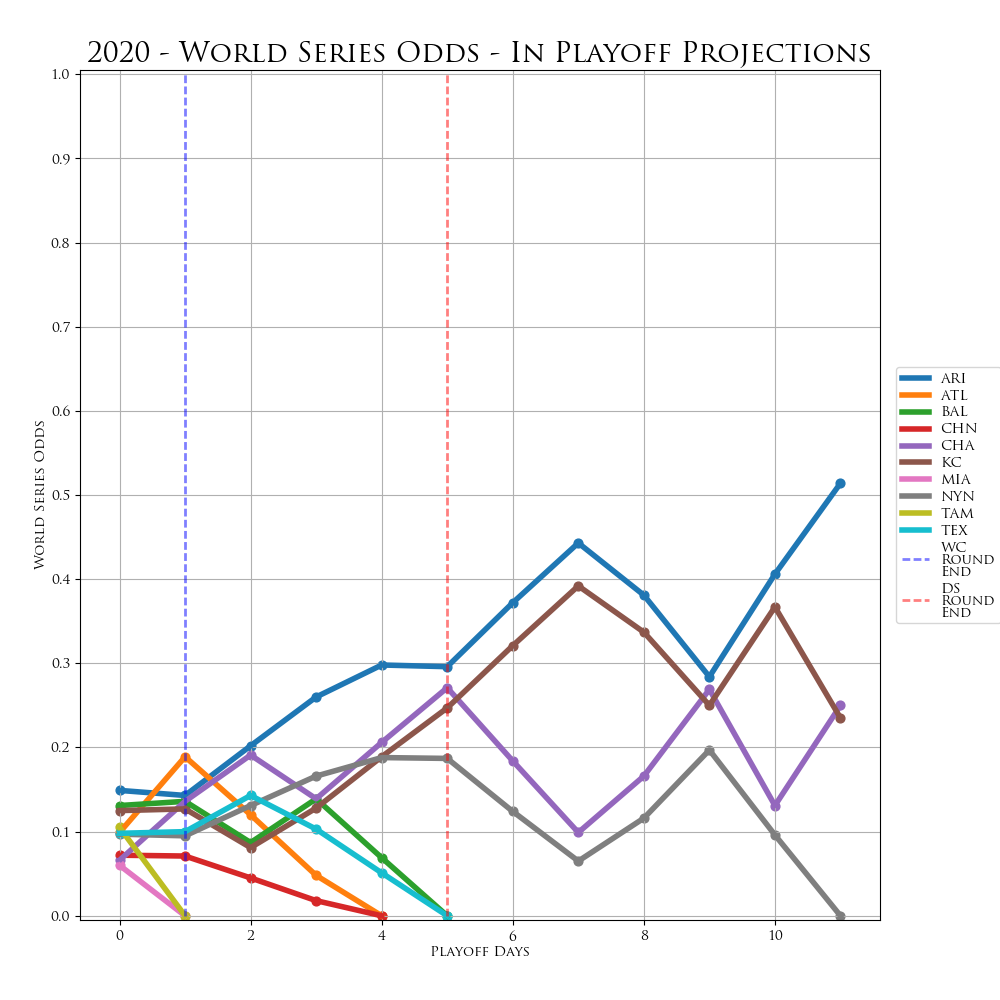 2020 - World Series Odds - In Playoff Projections
1.0
0.9
0.8
0.7
0.6
0.5
0.4
0.3
0.2
0.1
0.0
World Series Odds
0 2 4 6 8 10
Playoff Days
ARI
ATL
BAL
CHN
CHA
KC
MIA
NYN
TAM
TEX
WC
Round
End
DS
Round
End